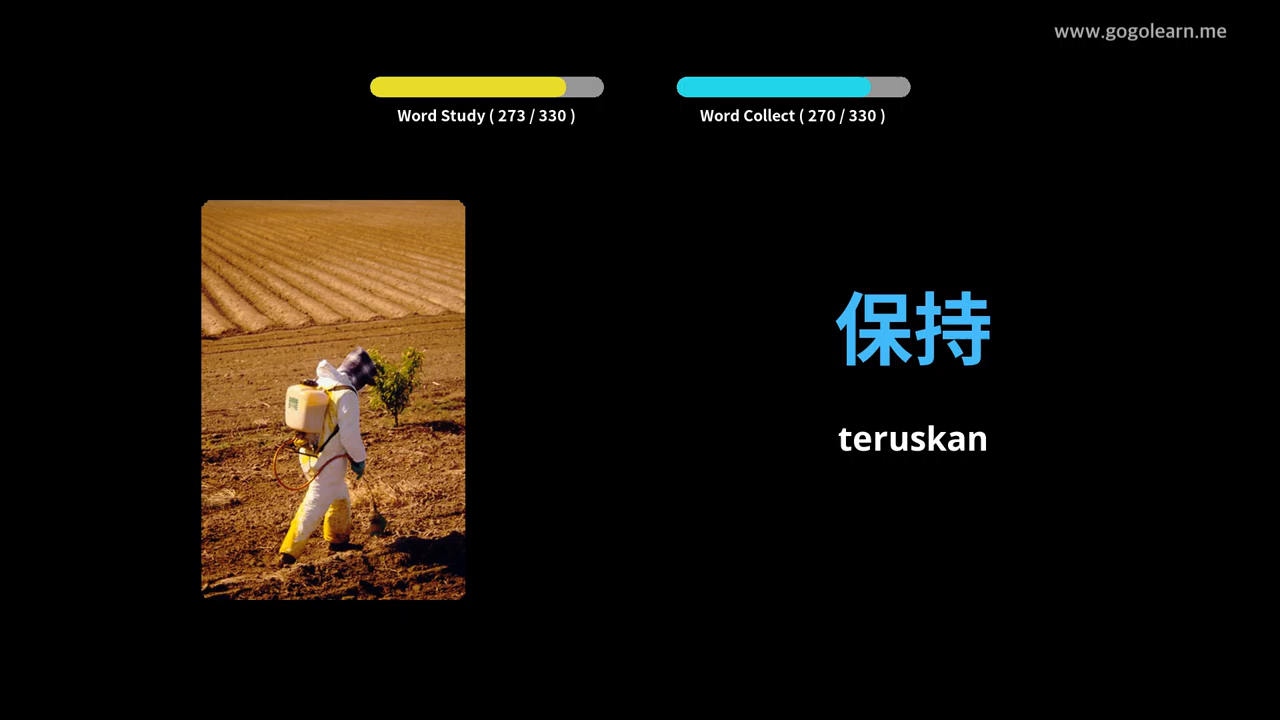 www.gogolearn.me
Word Study ( 273 / 330 )
Word Collect ( 270 / 330 )
保持
teruskan